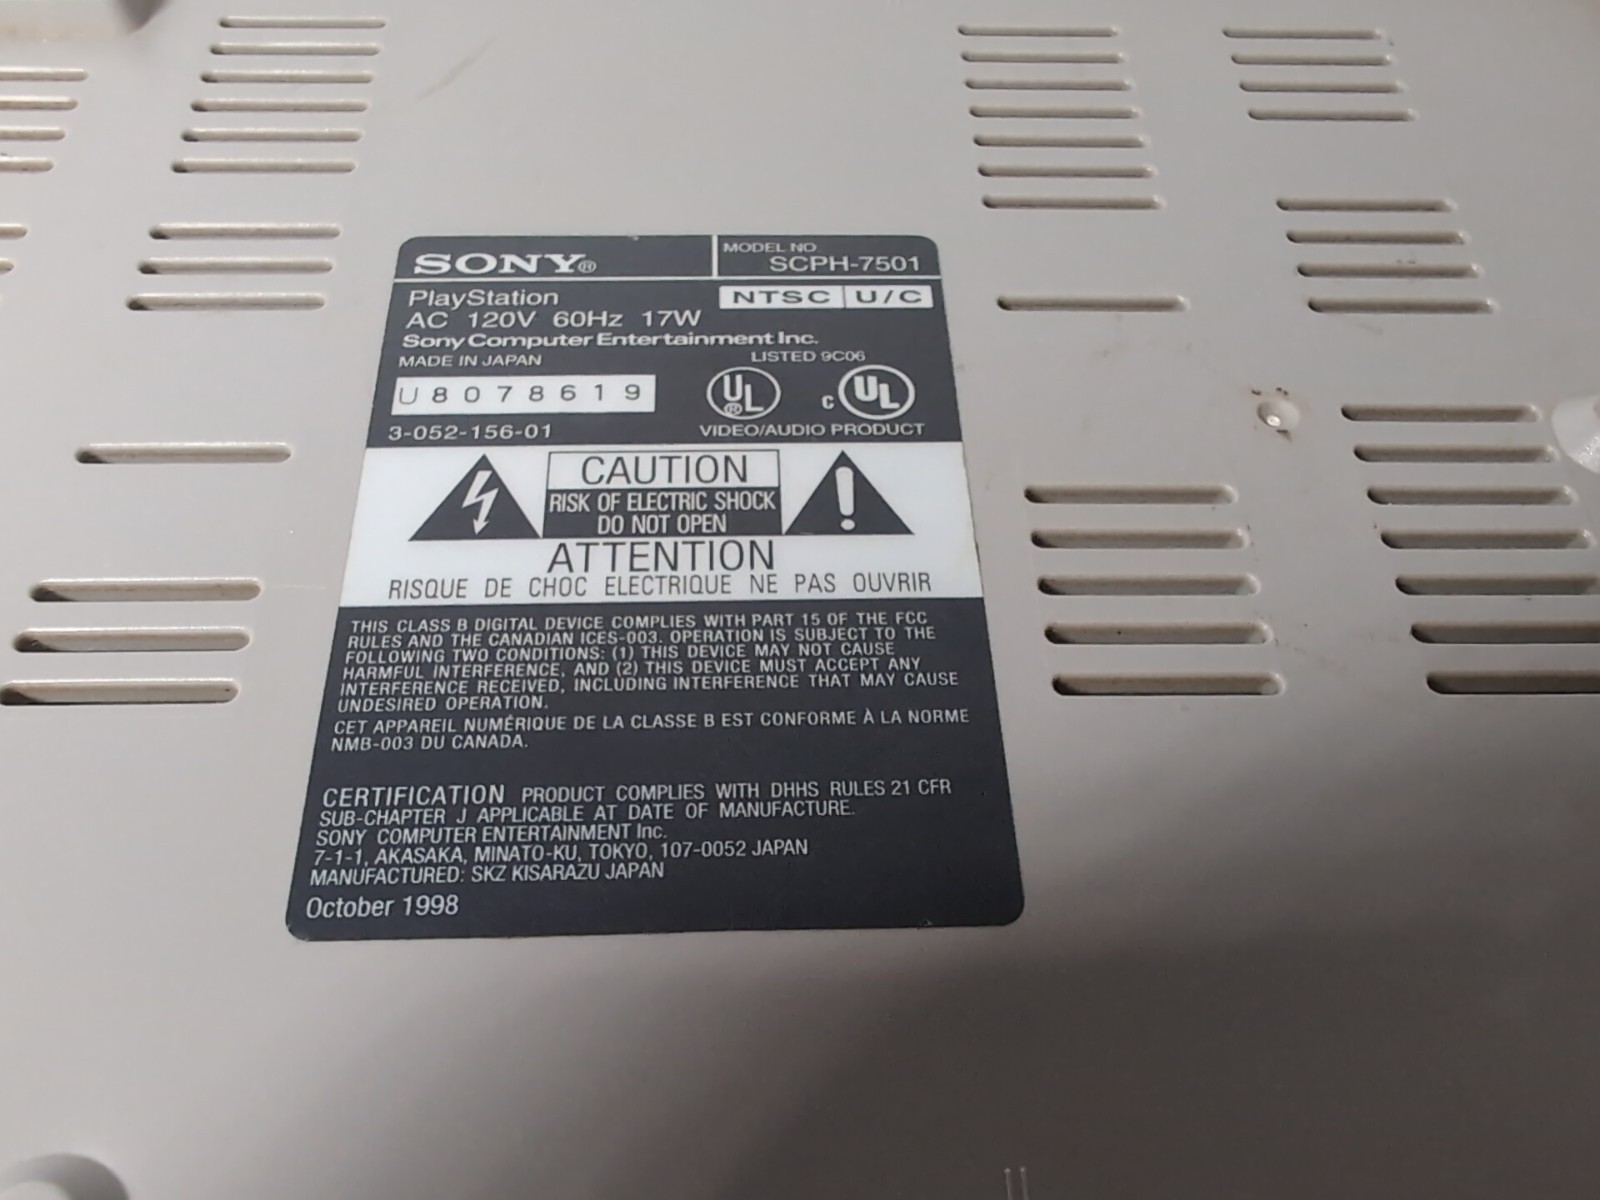 SONY®
MODEL NO.
SCPH-7501
PlayStation
NTSC U/C
AC 120V 60Hz 17W
Sony Computer Entertainment Inc.
MADE IN JAPAN
LISTED 9C06
U8078619
UL® c UL
3-052-156-01
VIDEO/AUDIO PRODUCT
CAUTION
RISK OF ELECTRIC SHOCK
DO NOT OPEN
ATTENTION
RISQUE DE CHOC ELECTRIQUE NE PAS OUVRIR
THIS CLASS B DIGITAL DEVICE COMPLIES WITH PART 15 OF THE FCC
RULES AND THE CANADIAN ICES-003. OPERATION IS SUBJECT TO THE
FOLLOWING TWO CONDITIONS: (1) THIS DEVICE MAY NOT CAUSE
HARMFUL INTERFERENCE, AND (2) THIS DEVICE MUST ACCEPT ANY
INTERFERENCE RECEIVED, INCLUDING INTERFERENCE THAT MAY CAUSE
UNDESIRED OPERATION.
CET APPAREIL NUMÉRIQUE DE LA CLASSE B EST CONFORME À LA NORME
NMB-003 DU CANADA.
CERTIFICATION PRODUCT COMPLIES WITH DHHS RULES 21 CFR
SUB-CHAPTER J APPLICABLE AT DATE OF MANUFACTURE.
SONY COMPUTER ENTERTAINMENT Inc.
7-1-1, AKASAKA, MINATO-KU, TOKYO, 107-0052 JAPAN
MANUFACTURED: SKZ KISARAZU JAPAN
October 1998